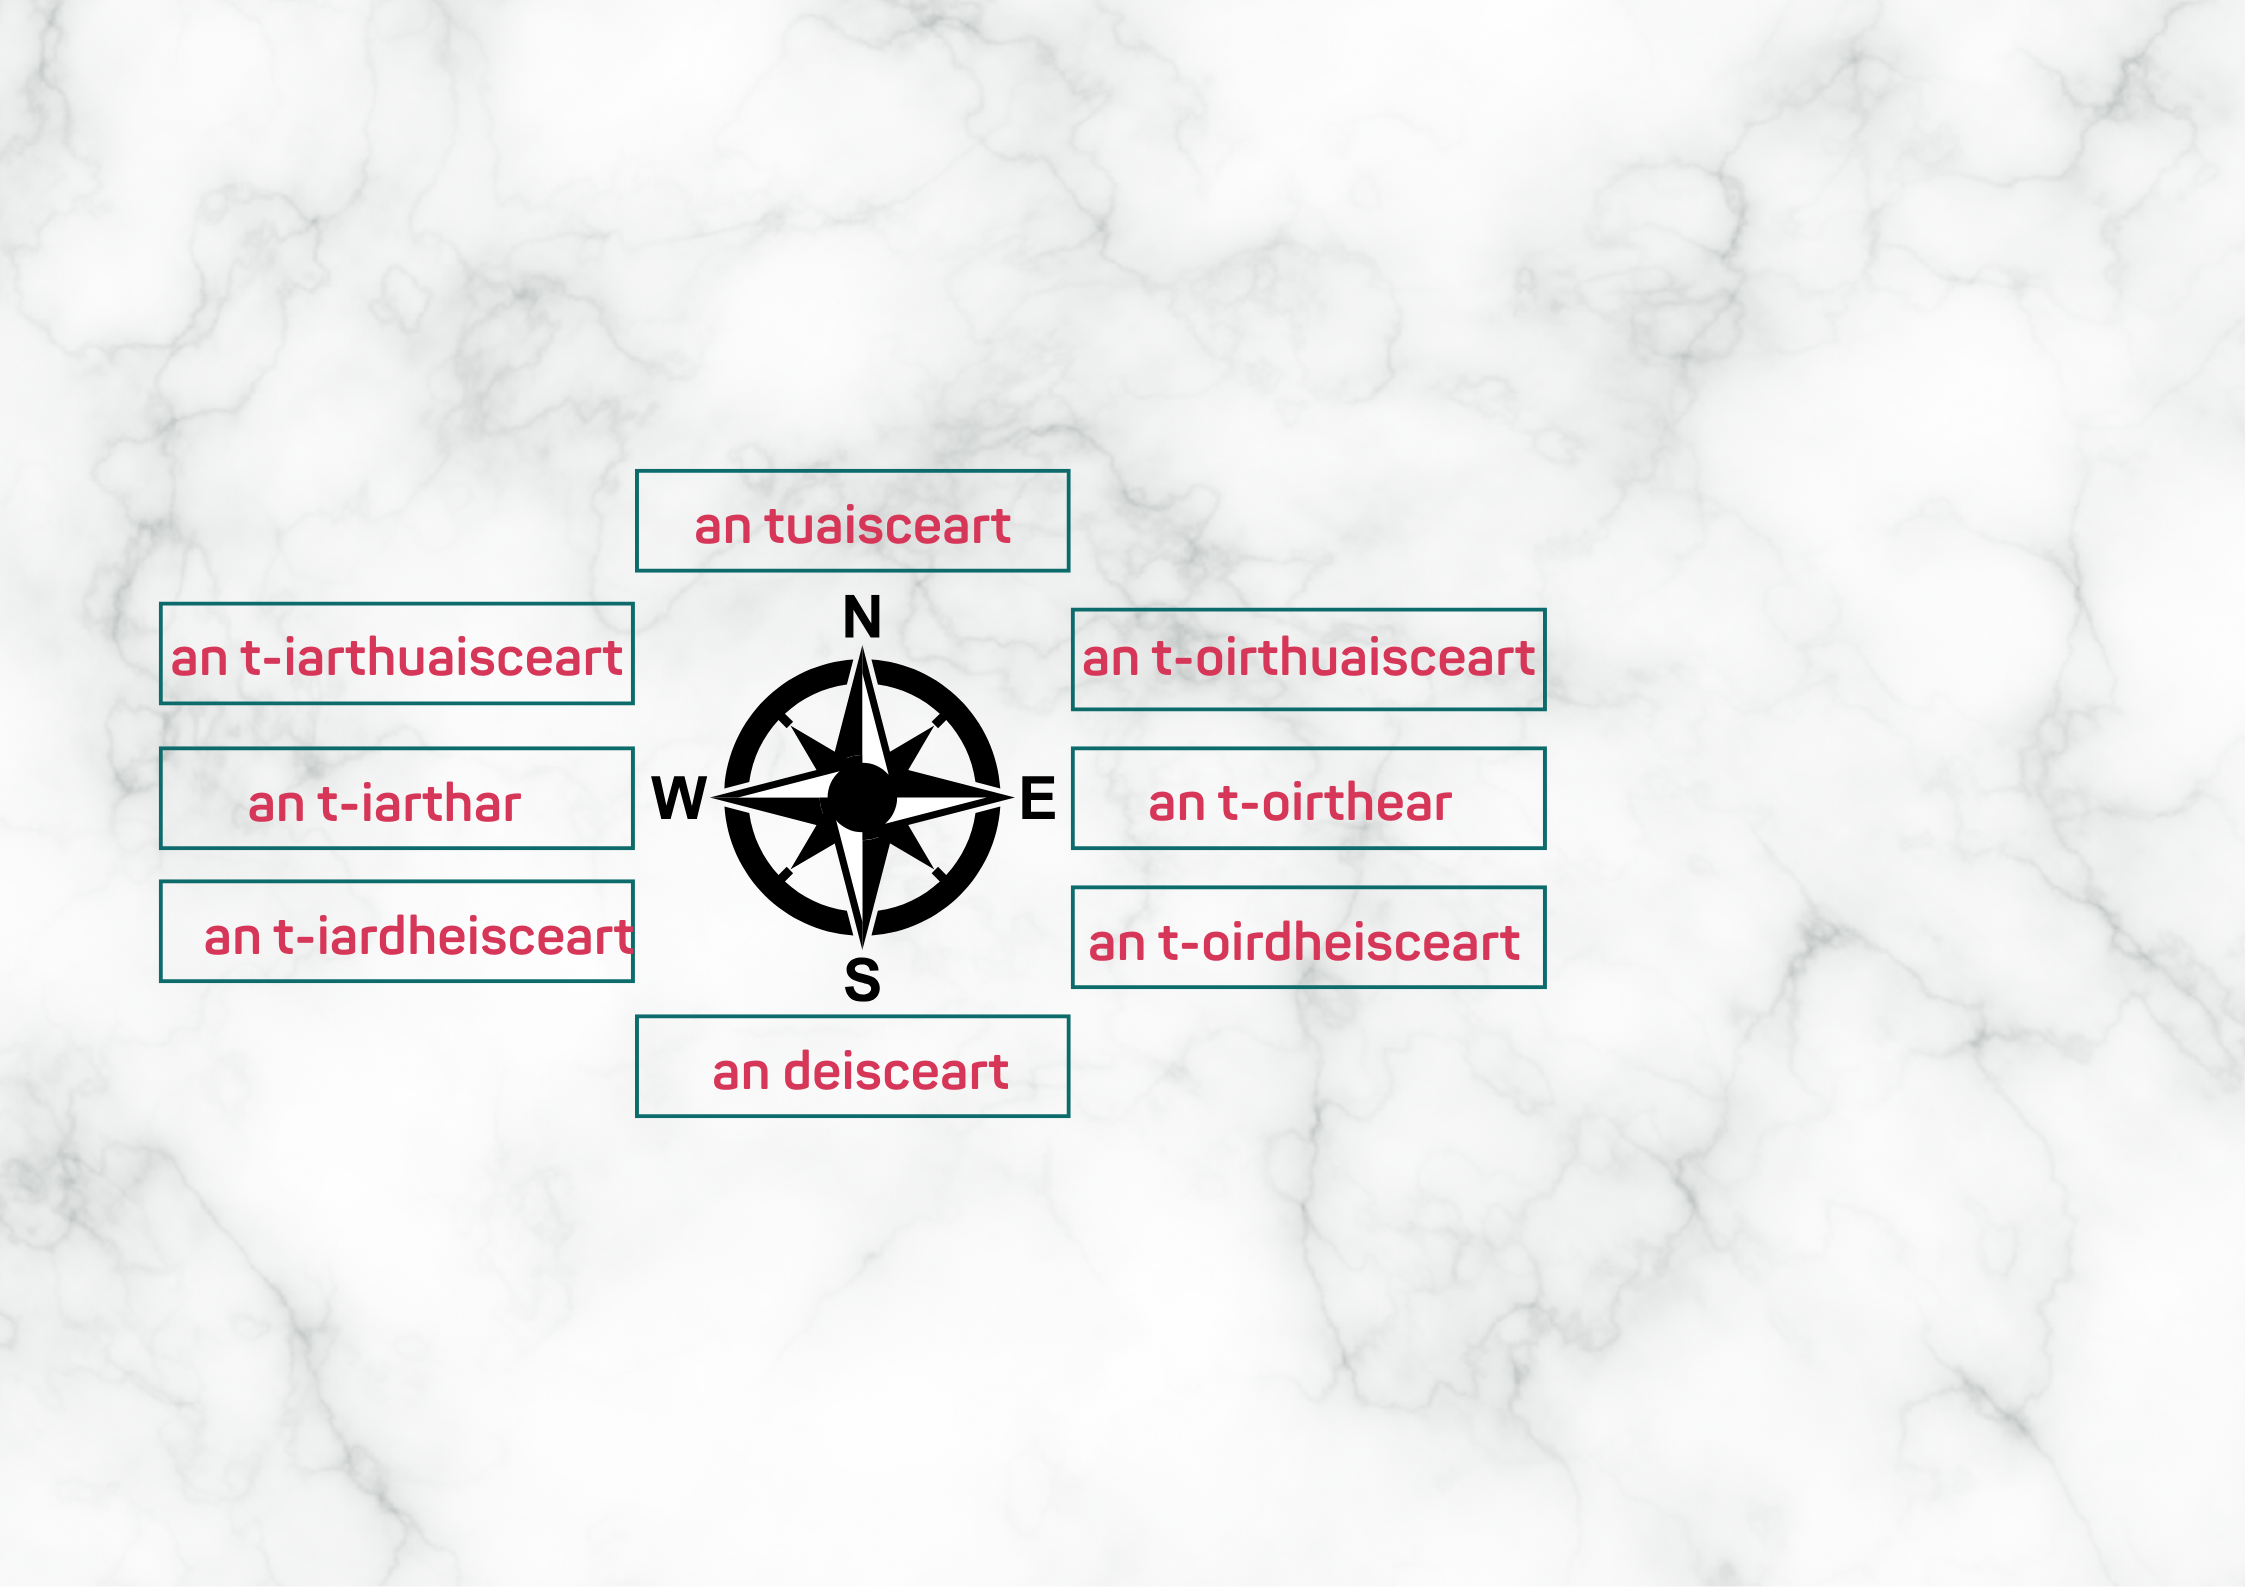 an tuaisceart
N
an t-iarthuaisceart
an t-oirthuaisceart
an t-iarthar
W
E
an t-oirthear
an t-iardheisceart
an t-oirdheisceart
S
an deisceart